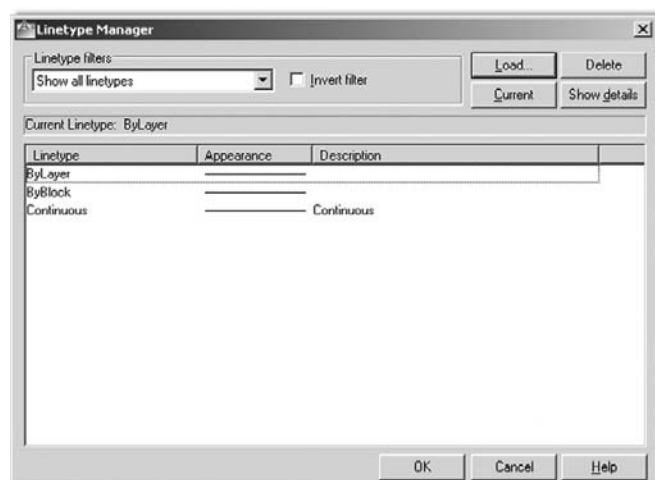 Linetype Manager
Linetype filters
Show all linetypes
Invert filter
Load...
Delete
Current
Show details
Current Linetype: ByLayer
Linetype Appearance Description
ByLayer
ByBlock
Continuous Continuous
OK Cancel Help